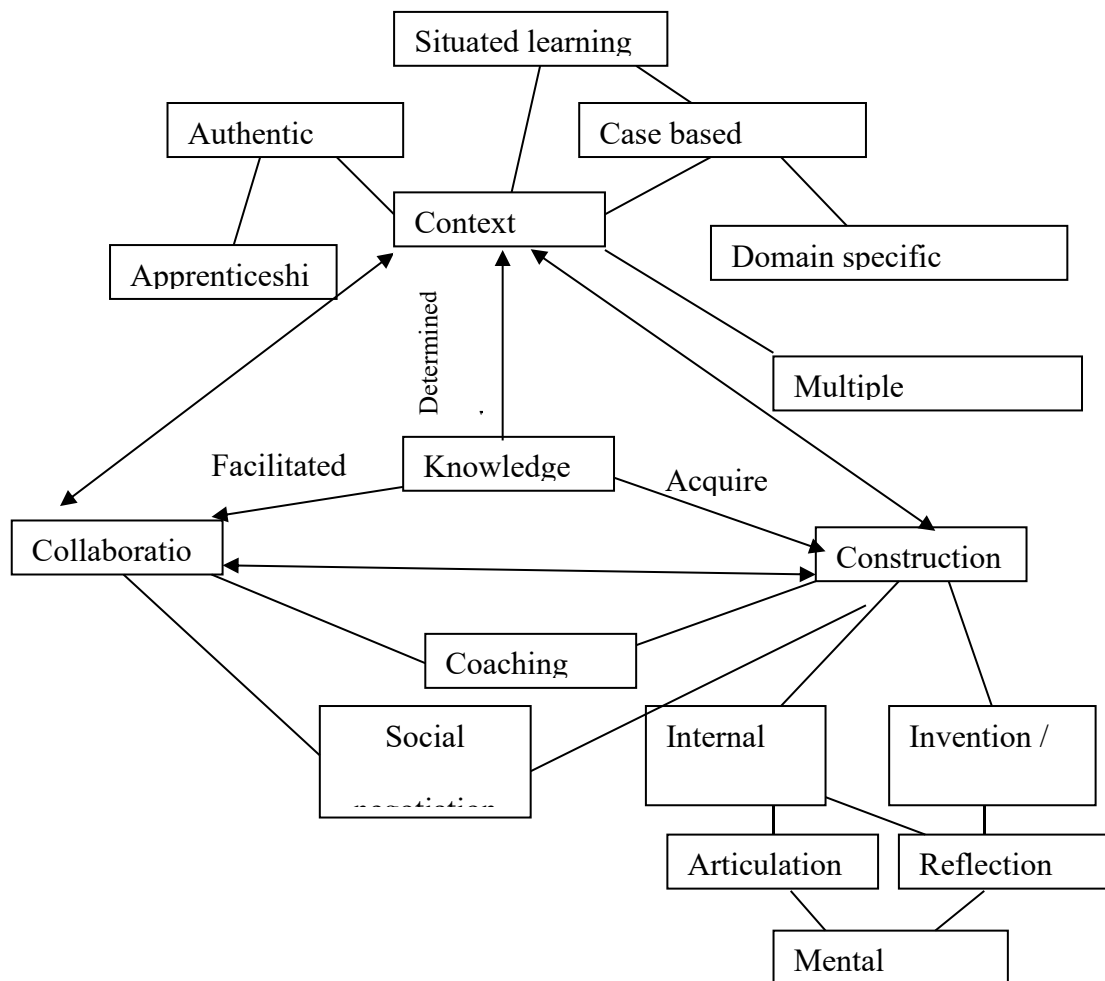 Situated learning
Authentic
Case based
Context
Apprenticeshi
Domain specific
Determined
Multiple
Facilitated
Knowledge
Acquire
Collaboratio
Construction
Coaching
Social
negotiation
Internal
Invention /
Articulation
Reflection
Mental